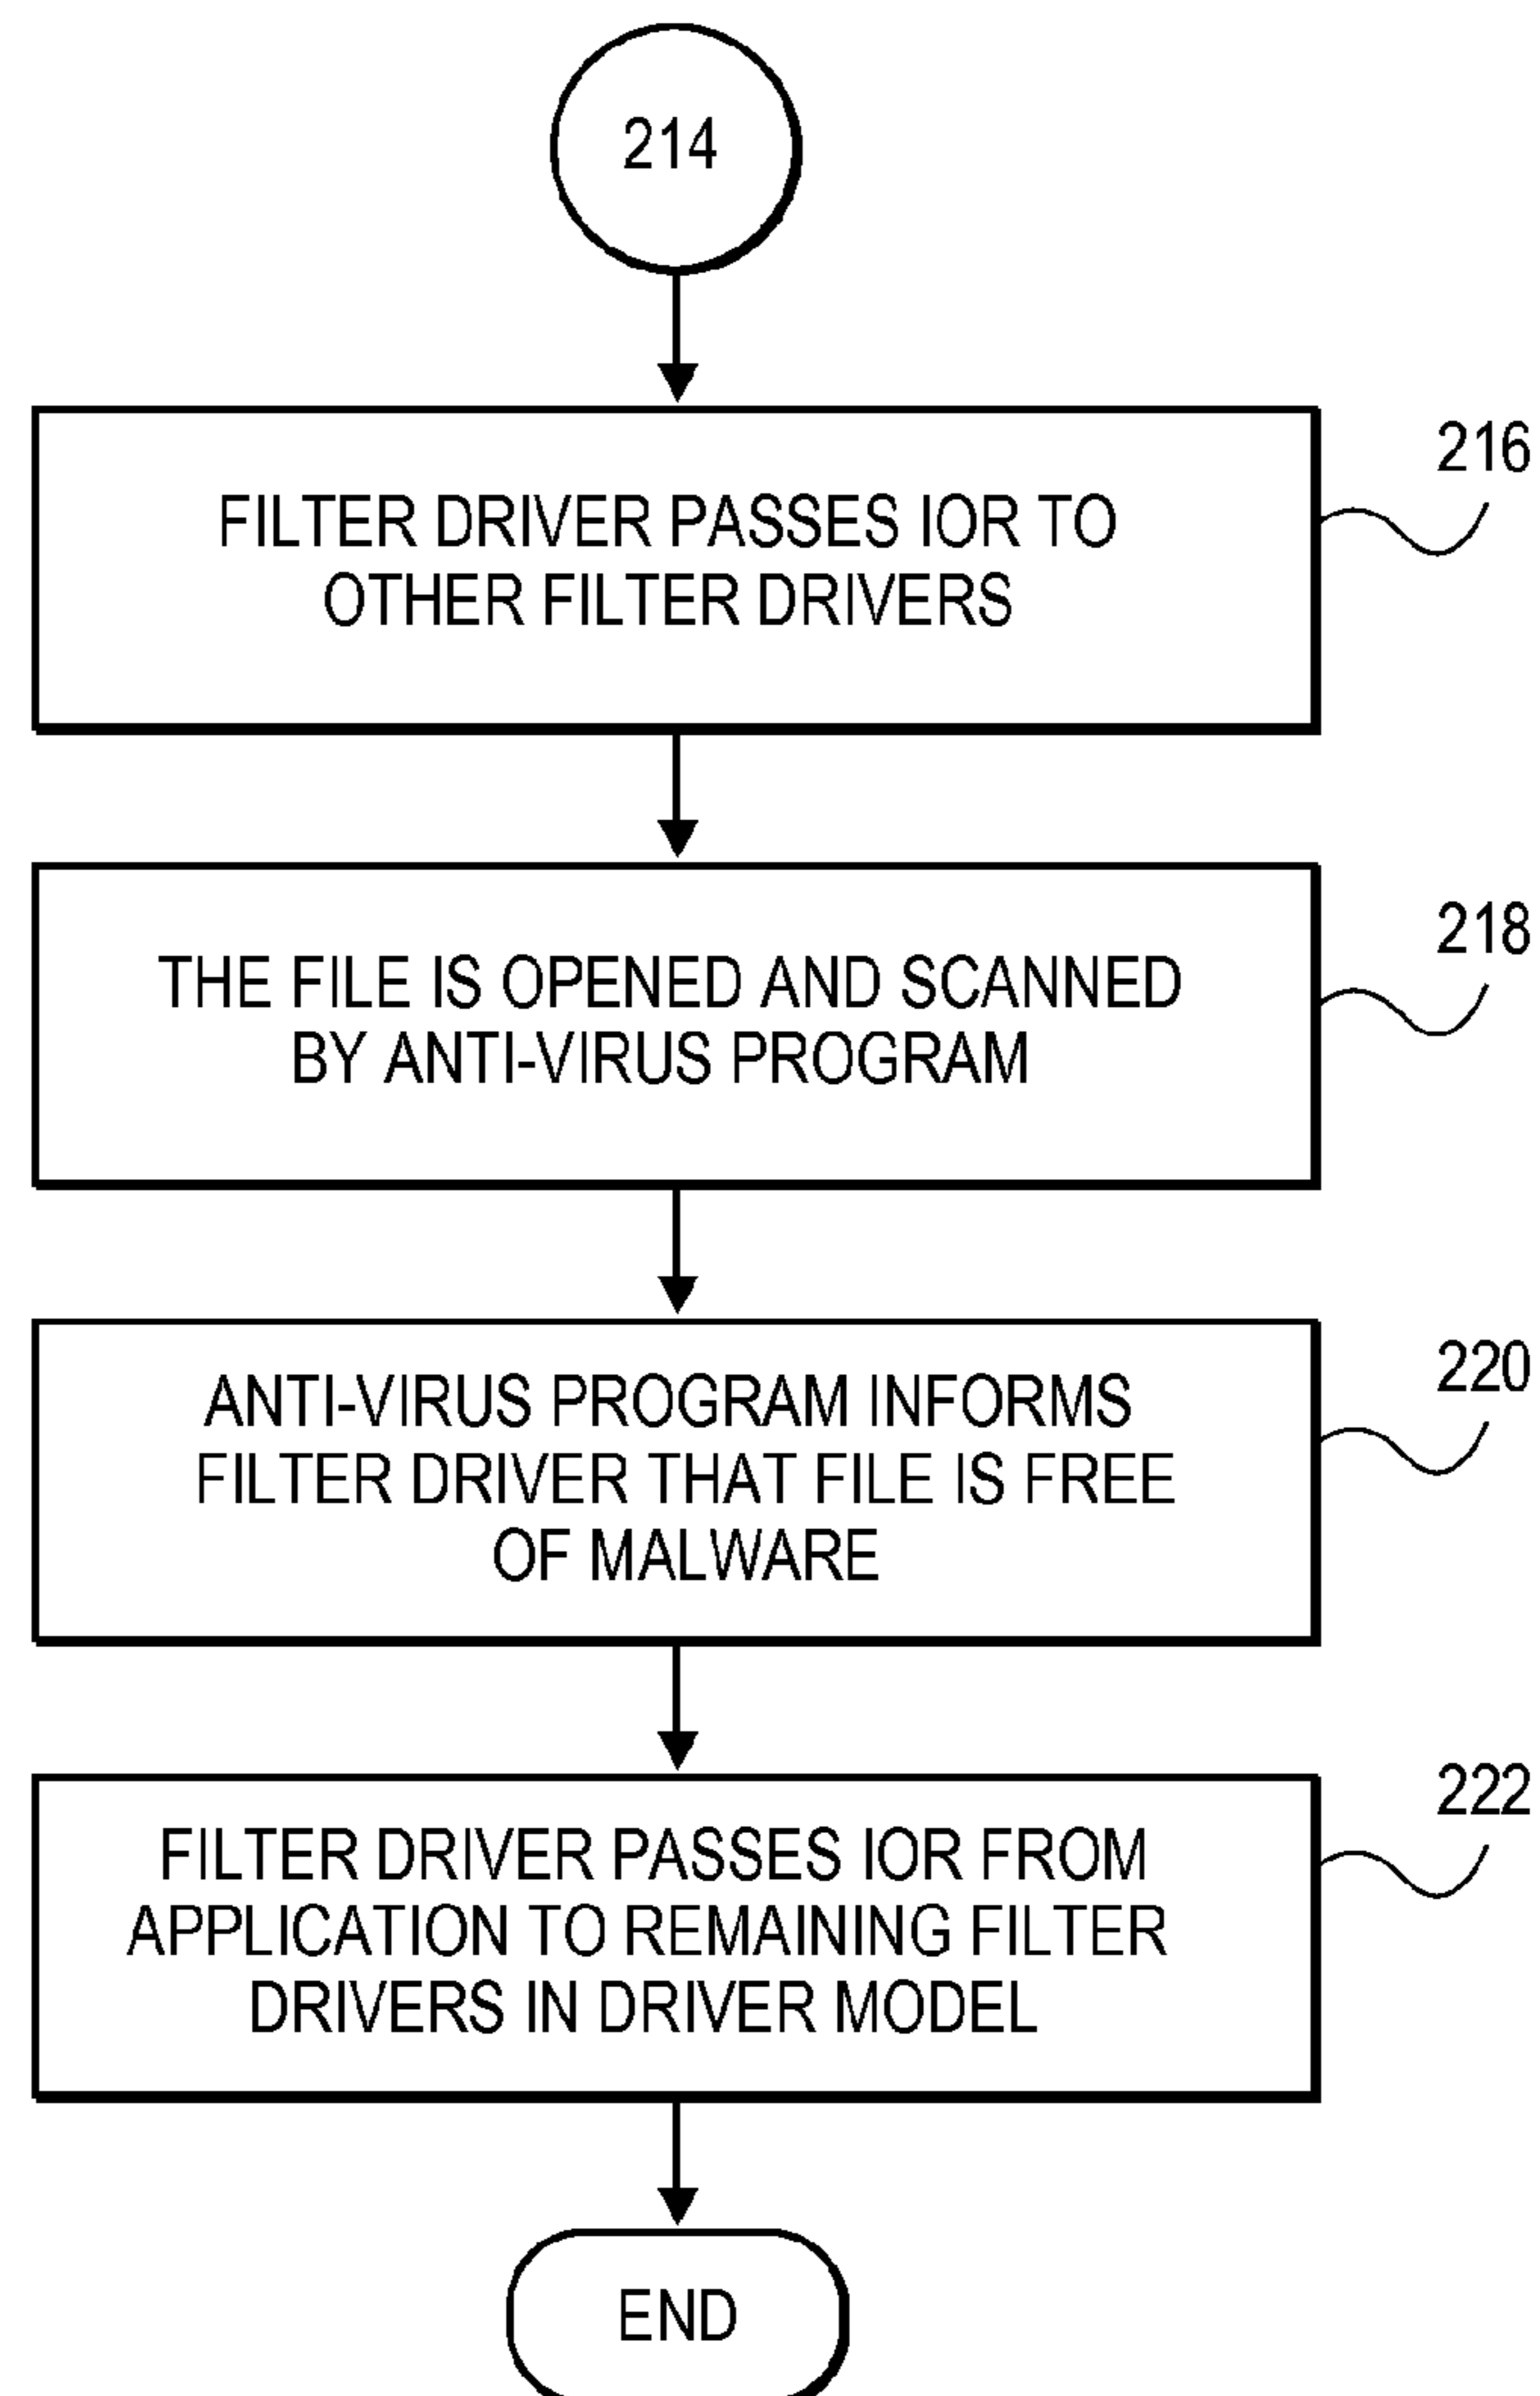 214
216
FILTER DRIVER PASSES IOR TO
OTHER FILTER DRIVERS
218
THE FILE IS OPENED AND SCANNED
BY ANTI-VIRUS PROGRAM
220
ANTI-VIRUS PROGRAM INFORMS
FILTER DRIVER THAT FILE IS FREE
OF MALWARE
222
FILTER DRIVER PASSES IOR FROM
APPLICATION TO REMAINING FILTER
DRIVERS IN DRIVER MODEL
END